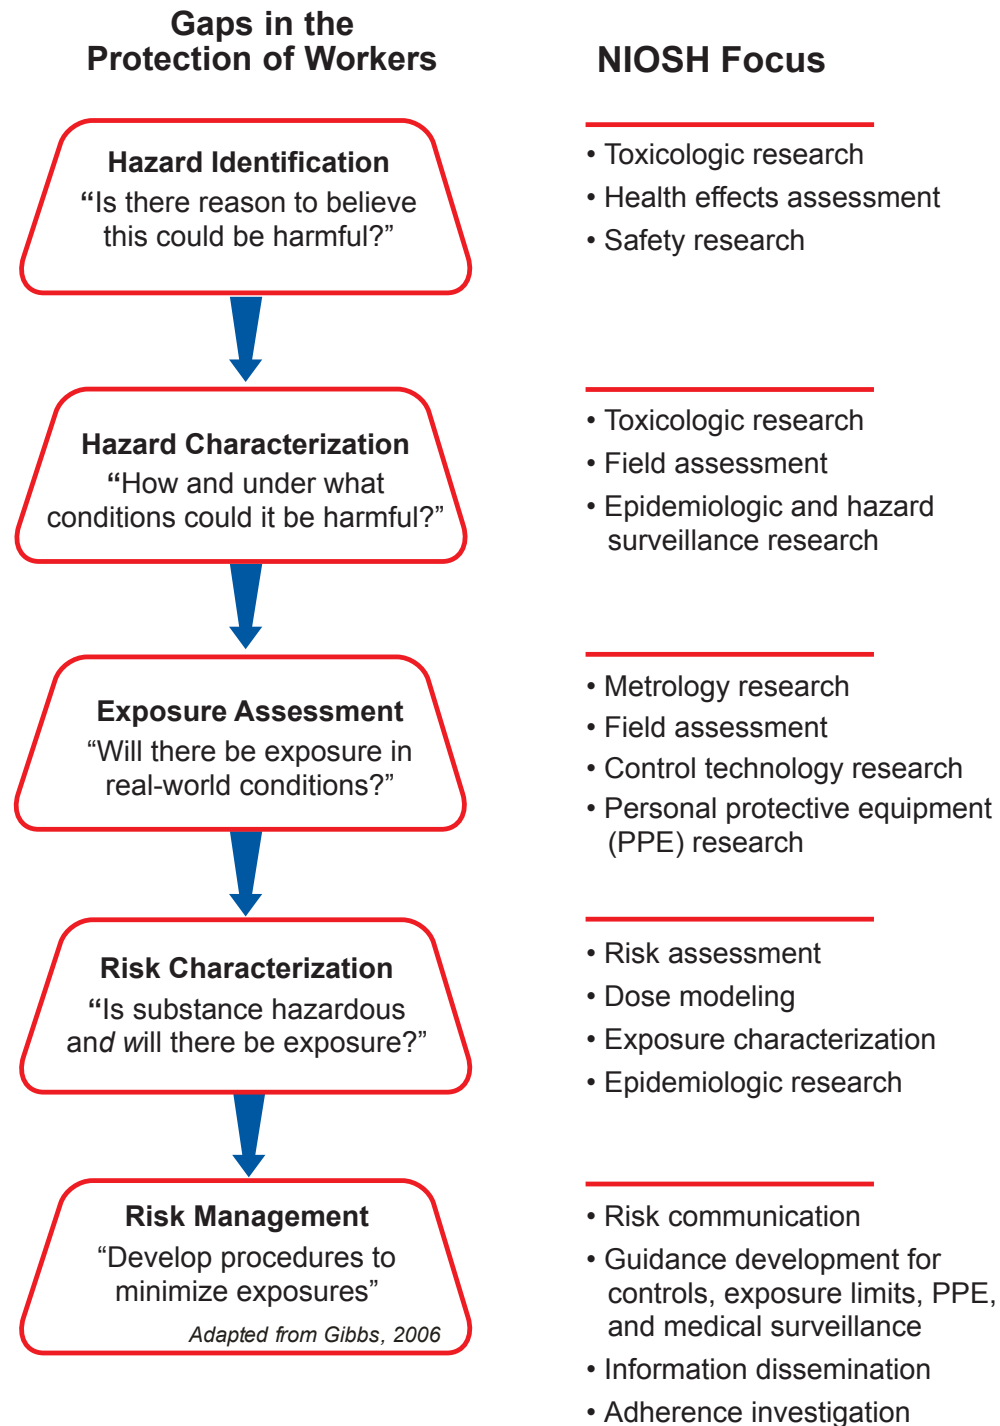 Gaps in the
Protection of Workers
NIOSH Focus
Hazard Identification
“Is there reason to believe
this could be harmful?”
• Toxicologic research
• Health effects assessment
• Safety research
Hazard Characterization
“How and under what
conditions could it be harmful?”
• Toxicologic research
• Field assessment
• Epidemiologic and hazard
surveillance research
Exposure Assessment
“Will there be exposure in
real-world conditions?”
• Metrology research
• Field assessment
• Control technology research
• Personal protective equipment
(PPE) research
Risk Characterization
“Is substance hazardous
and will there be exposure?”
• Risk assessment
• Dose modeling
• Exposure characterization
• Epidemiologic research
Risk Management
“Develop procedures to
minimize exposures”
Adapted from Gibbs, 2006
• Risk communication
• Guidance development for
controls, exposure limits, PPE,
and medical surveillance
• Information dissemination
• Adherence investigation